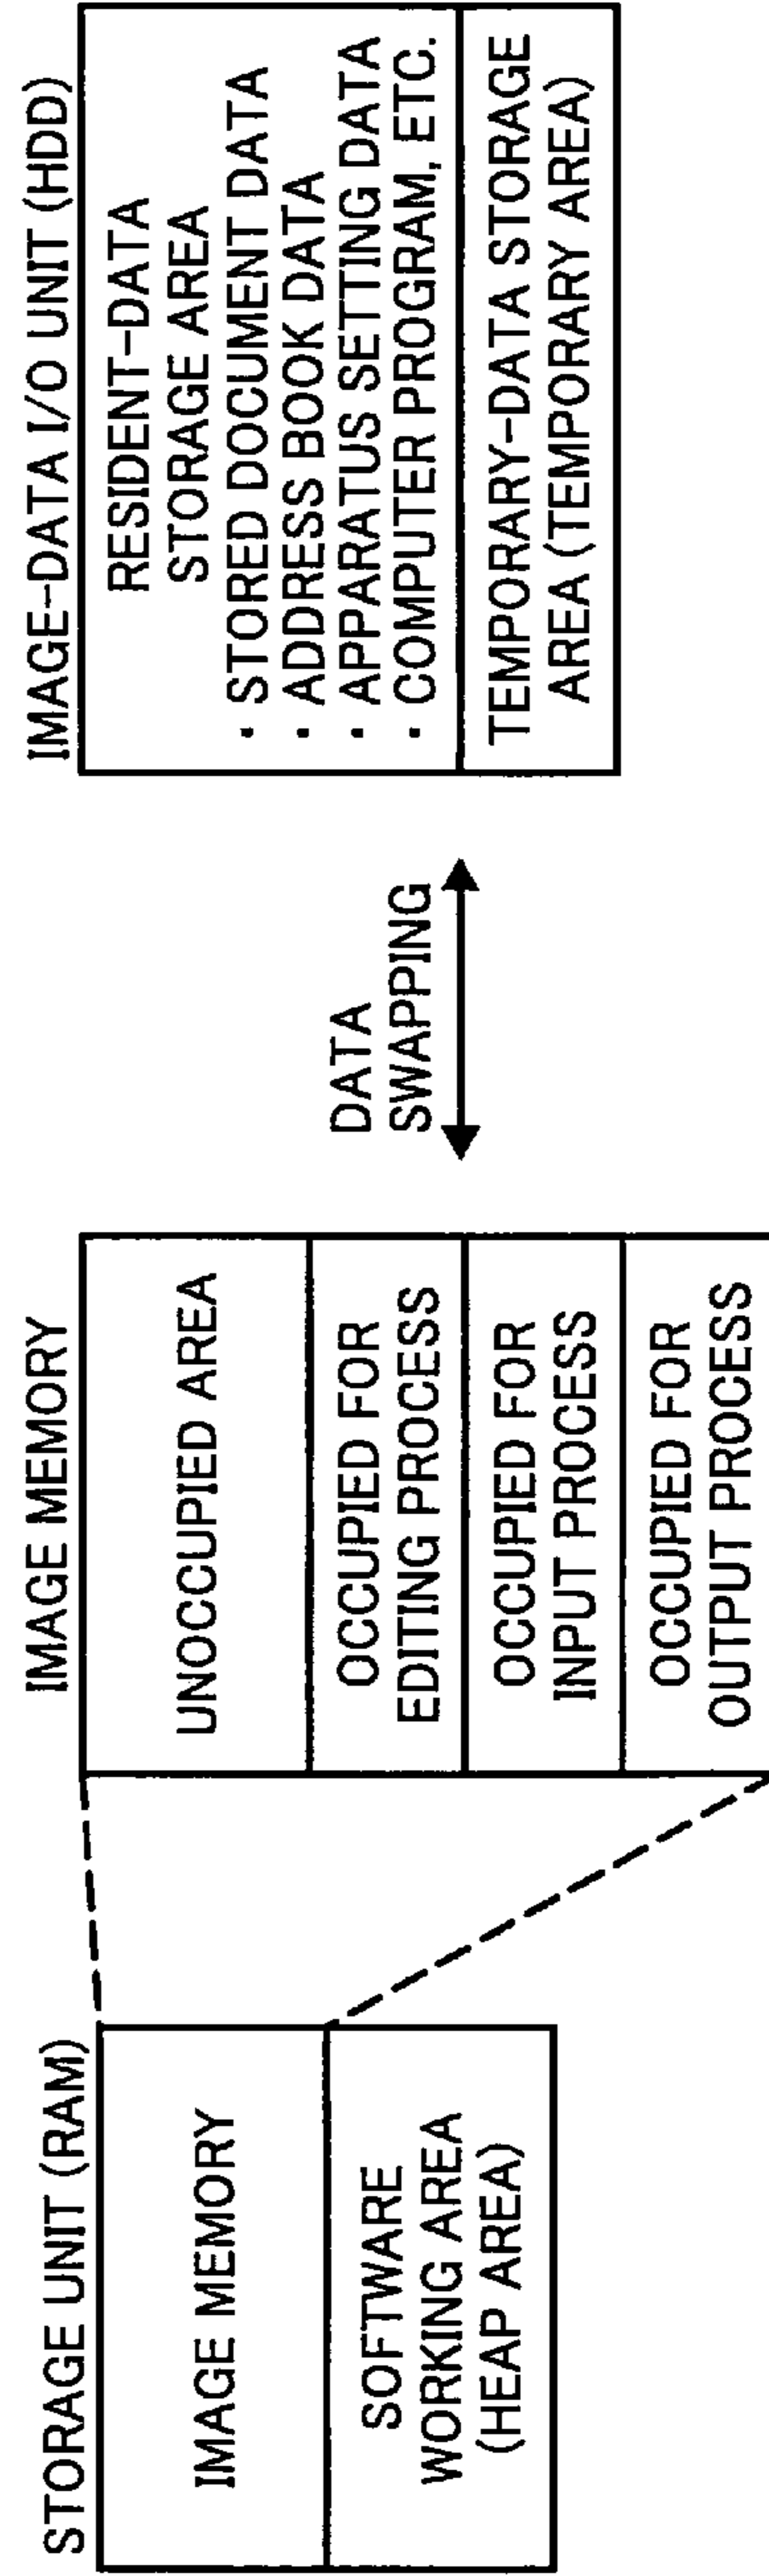 STORAGE UNIT (RAM)
IMAGE MEMORY
SOFTWARE
WORKING AREA
(HEAP AREA)
IMAGE MEMORY
UNOCCUPIED AREA
OCCUPIED FOR
EDITING PROCESS
OCCUPIED FOR
INPUT PROCESS
OCCUPIED FOR
OUTPUT PROCESS
DATA
SWAPPING
IMAGE-DATA I/O UNIT (HDD)
RESIDENT-DATA
STORAGE AREA
· STORED DOCUMENT DATA
· ADDRESS BOOK DATA
· APPARATUS SETTING DATA
· COMPUTER PROGRAM, ETC.
TEMPORARY-DATA STORAGE
AREA (TEMPORARY AREA)